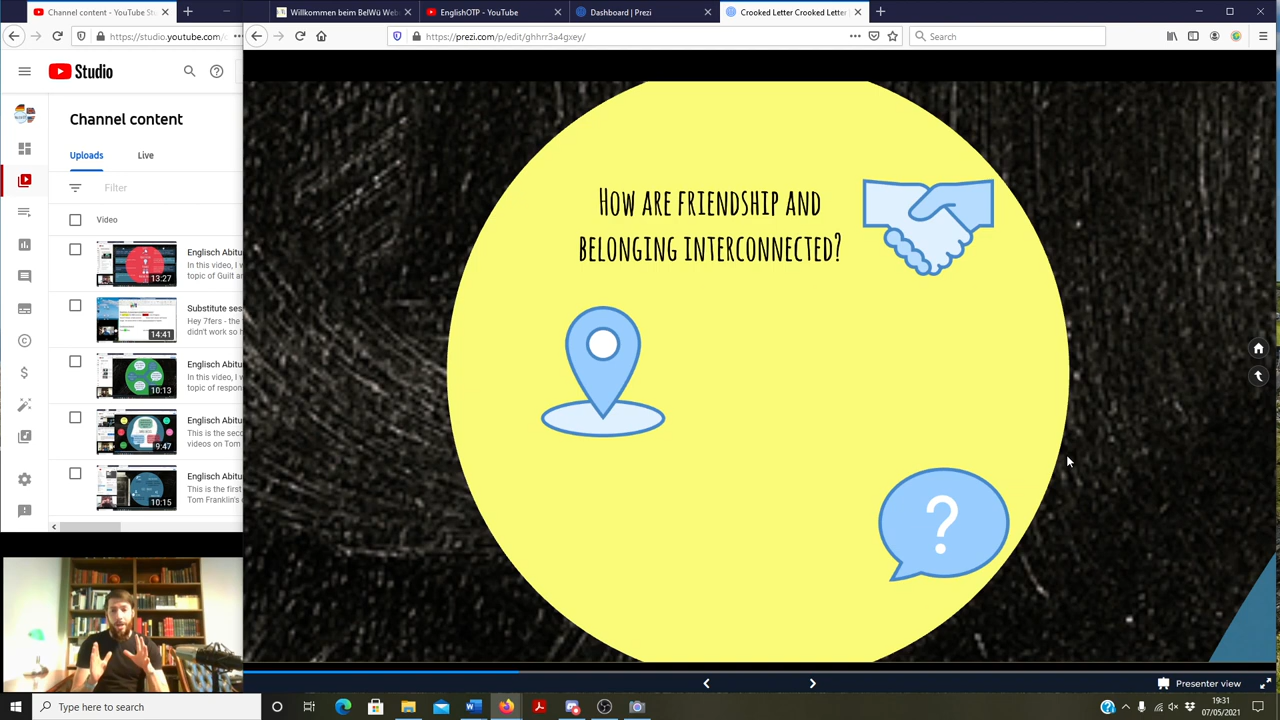 Content content - YouTube St
Willkommen beim BelWü Web
EnglishOTP - YouTube
Dashboard | Prezi
Crooked Letter Crooked Letter
https://studio.youtube.com/c
https://prezi.com/p/edit/ghhrr3a4gxey/
Search
Studio
Channel content
Uploads
Live
Filter
Video
Englisch Abitu
In this video, I w
topic of Guilt an
13:27
Substitute ses
Hey 7fers - the
didn't work so h
14:41
Englisch Abitu
In this video, I w
topic of respon
10:13
Englisch Abitu
This is the seco
videos on Tom
9:47
Englisch Abitu
This is the first
Tom Franklin's
10:15
How are friendship and
belonging interconnected?
?
Presenter view
Type here to search
19:31
07/05/2021